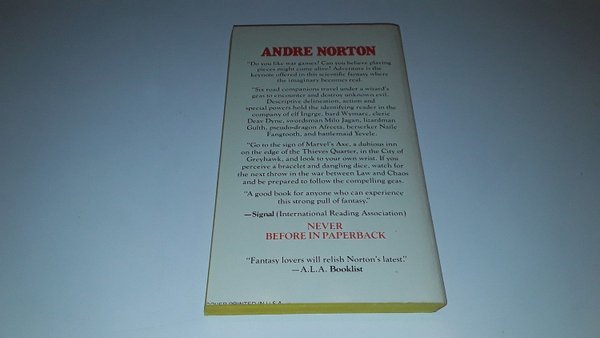 ANDRE NORTON
"Do you like war games? Can you believe playing
pieces might come alive? Adventure is the
keynote offered in this scientific fantasy where
the imaginary becomes real.
"Six road companions travel under a wizard's
geas to encounter and destroy unknown evil.
Descriptive delineation, action and
special powers hold the identifying reader in the
company of elf Ingrge, bard Wymarc, cleric
Deav Dyne, swordsman Milo Jagan, lizardman
Gulth, pseudo-dragon Afreeta, berserker Naile
Fangtooth, and battlemaid Yevele.
"Go to the sign of Marvel's Axe, a dubious inn
on the edge of the Thieves Quarter, in the City of
Greyhawk, and look to your own wrist. If you
perceive a bracelet and dangling dice, watch for
the next throw in the war between Law and Chaos
and be prepared to follow the compelling geas.
"A good book for anyone who can experience
this strong pull of fantasy."
—Signal (International Reading Association)
NEVER
BEFORE IN PAPERBACK
"Fantasy lovers will relish Norton's latest."
—A.L.A. Booklist
COVER PRINTED IN U.S.A.